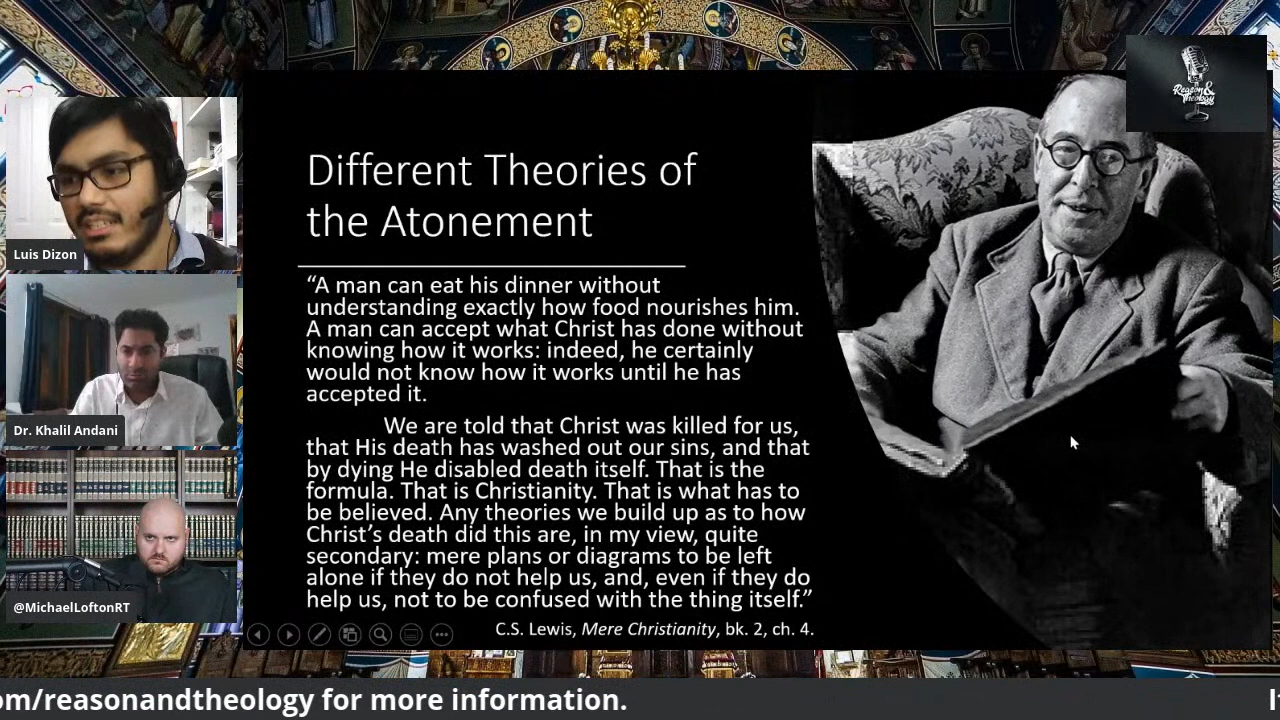 Reason &
Theology
Different Theories of
the Atonement
“A man can eat his dinner without
understanding exactly how food nourishes him.
A man can accept what Christ has done without
knowing how it works: indeed, he certainly
would not know how it works until he has
accepted it.
We are told that Christ was killed for us,
that His death has washed out our sins, and that
by dying He disabled death itself. That is the
formula. That is Christianity. That is what has to
be believed. Any theories we build up as to how
Christ’s death did this are, in my view, quite
secondary: mere plans or diagrams to be left
alone if they do not help us, and, even if they do
help us, not to be confused with the thing itself.”
C.S. Lewis, Mere Christianity, bk. 2, ch. 4.
Luis Dizon
Dr. Khalil Andani
@MichaelLoftonRT
om/reasonandtheology for more information.